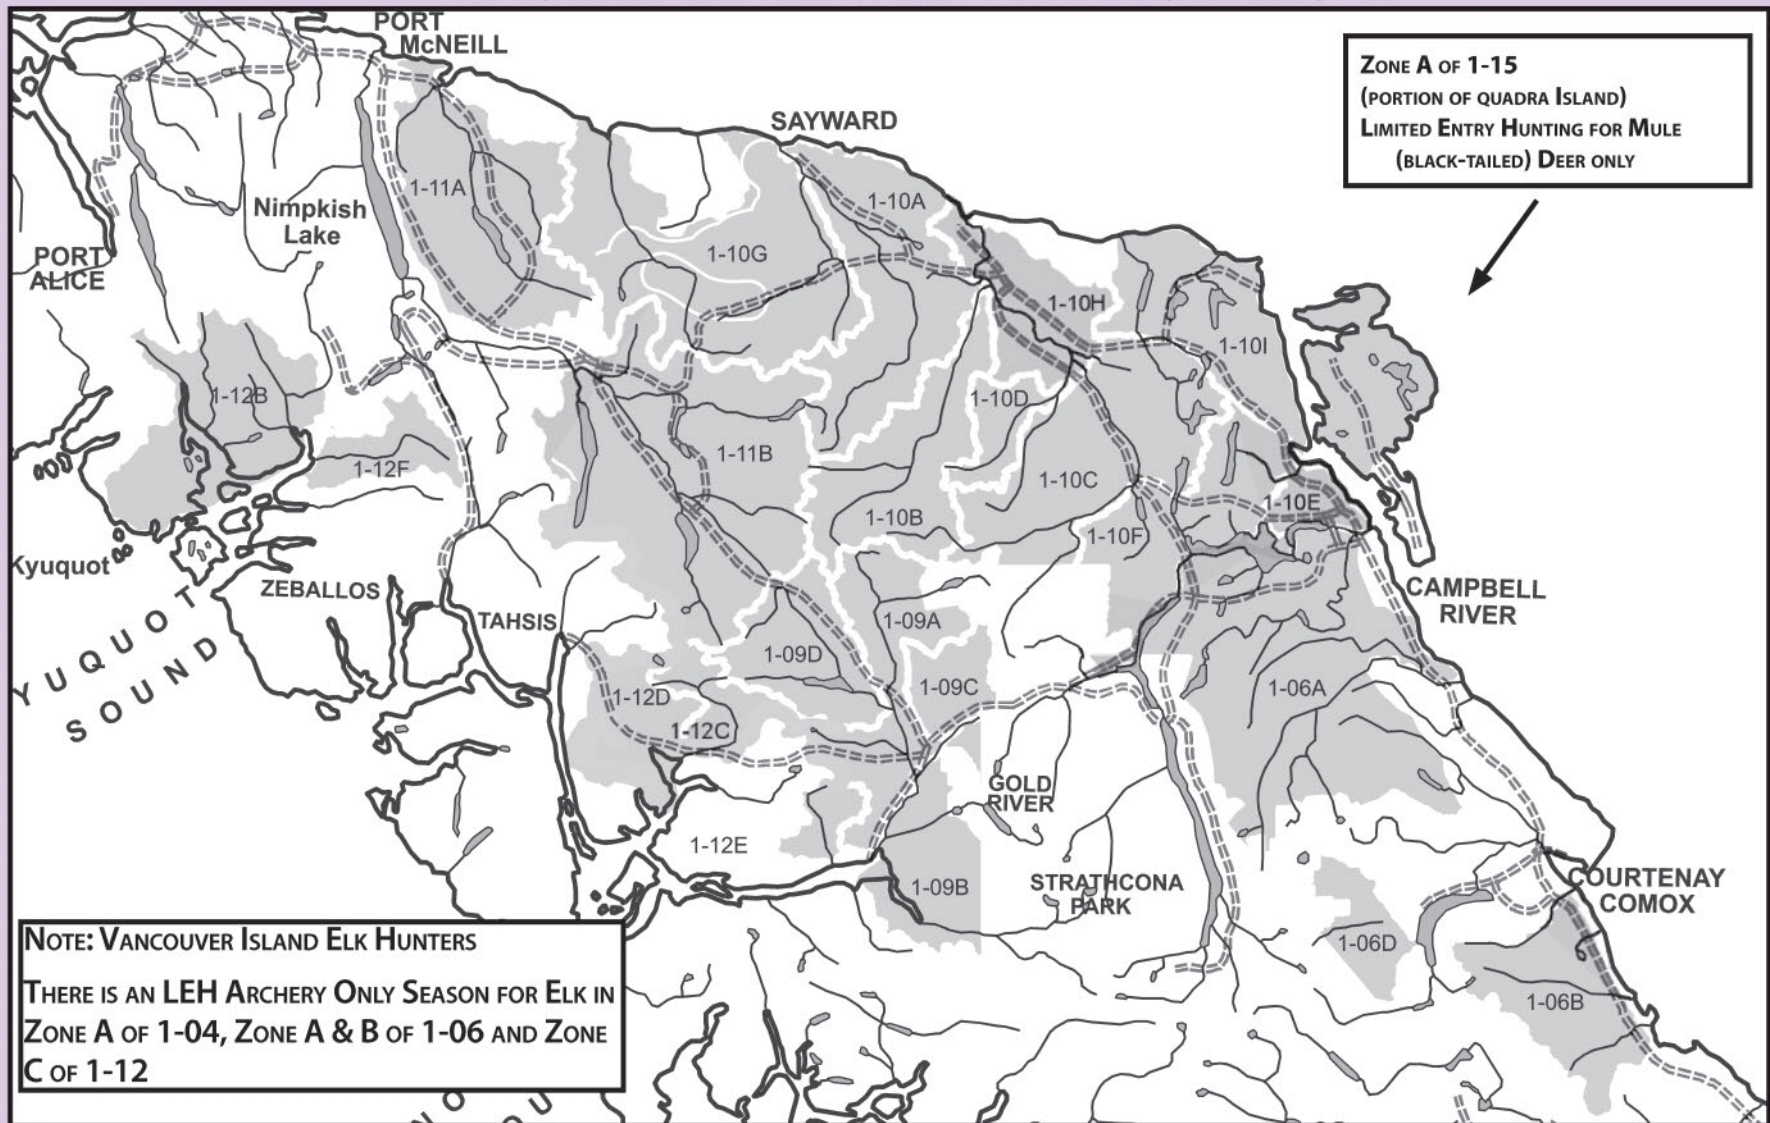 PORT
McNEILL
ZONE A OF 1-15
(PORTION OF QUADRA ISLAND)
LIMITED ENTRY HUNTING FOR MULE
(BLACK-TAILED) DEER ONLY
SAYWARD
1-11A
1-10A
Nimpkish
Lake
1-10G
PORT
ALICE
1-10H
1-10I
1-12B
1-10D
1-11B
1-12F
1-10C
1-10E
1-10B
1-10F
Kyuquot
ZEBALLOS
CAMPBELL
RIVER
YUQUOT
SOUND
TAHSIS
1-09A
1-09D
1-09C
1-06A
1-12D
1-12C
GOLD
RIVER
1-12E
1-09B
STRATHCONA
PARK
COURTENAY
COMOX
1-06D
1-06B
NOTE: VANCOUVER ISLAND ELK HUNTERS
THERE IS AN LEH ARCHERY ONLY SEASON FOR ELK IN
ZONE A OF 1-04, ZONE A & B OF 1-06 AND ZONE
C OF 1-12